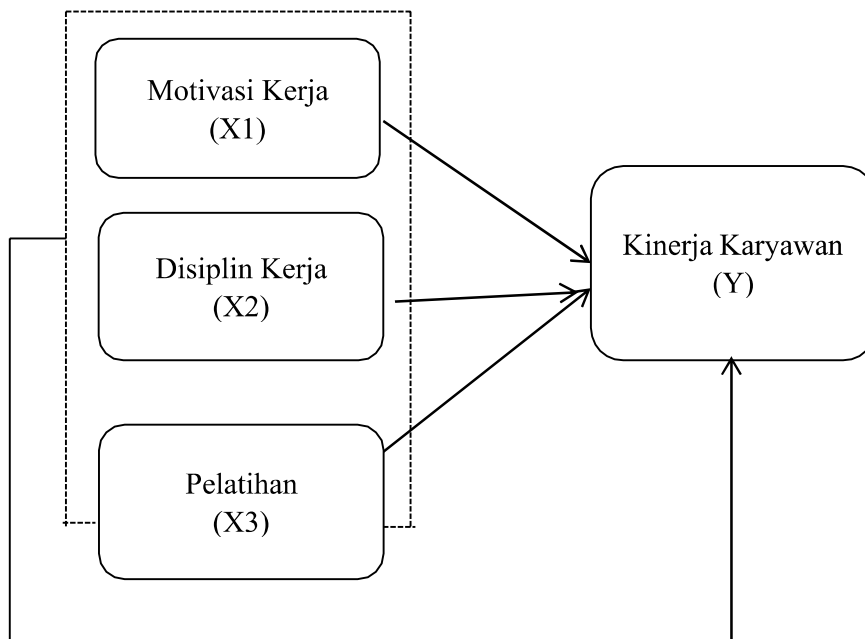 Motivasi Kerja
(X1)
Disiplin Kerja
(X2)
Pelatihan
(X3)
Kinerja Karyawan
(Y)